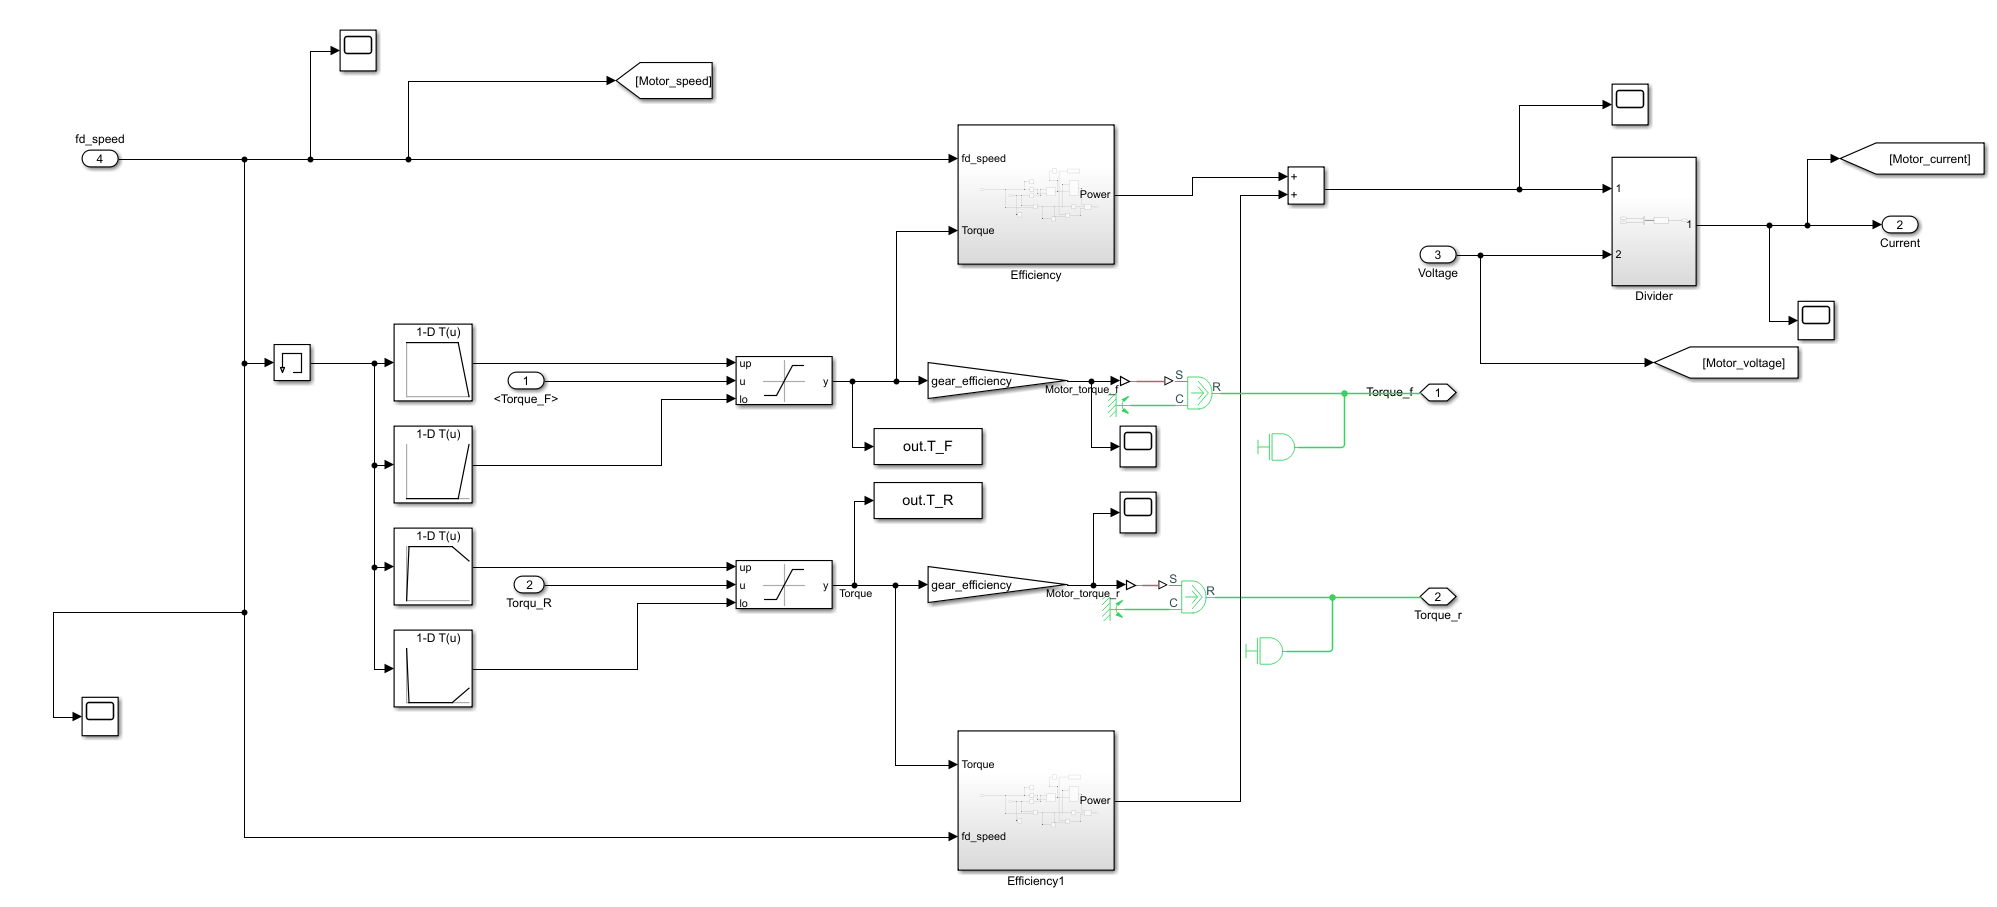 [Motor_speed]
fd_speed
4
fd_speed
Power
Torque
Efficiency
+
+
[Motor_current]
1
1
2
Divider
2
Current
3
Voltage
[Motor_voltage]
1-D T(u)
1
<Torque_F>
up
u
lo
y
gear_efficiency
Motor_torque_f
S
C
R
Torque_f
1
1-D T(u)
out.T_F
out.T_R
1-D T(u)
2
Torqu_R
up
u
lo
y
Torque
gear_efficiency
Motor_torque_r
S
C
R
2
Torque_r
1-D T(u)
Torque
Power
fd_speed
Efficiency1